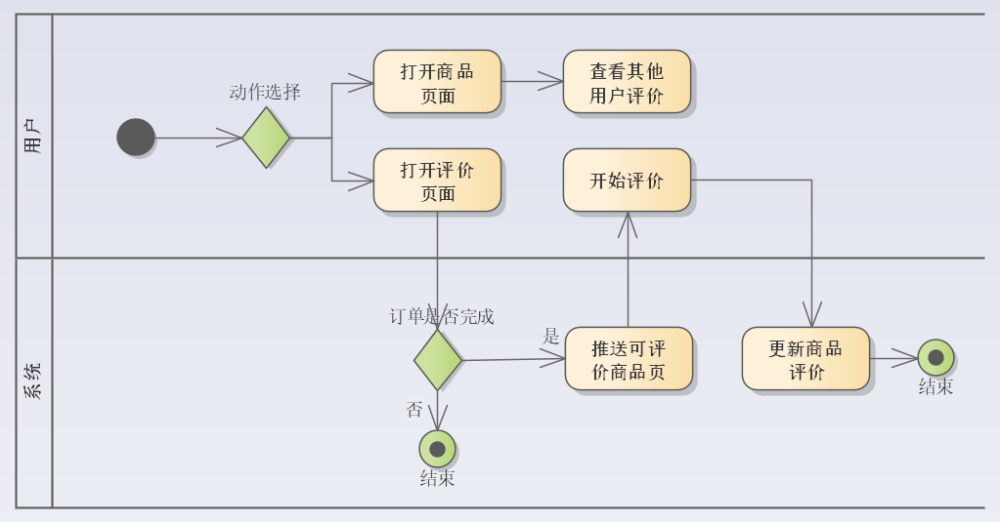 用户
动作选择
打开商品
页面
查看其他
用户评价
打开评价
页面
开始评价
系统
订单是否完成
是
否
结束
推送可评
价商品页
更新商品
评价
结束